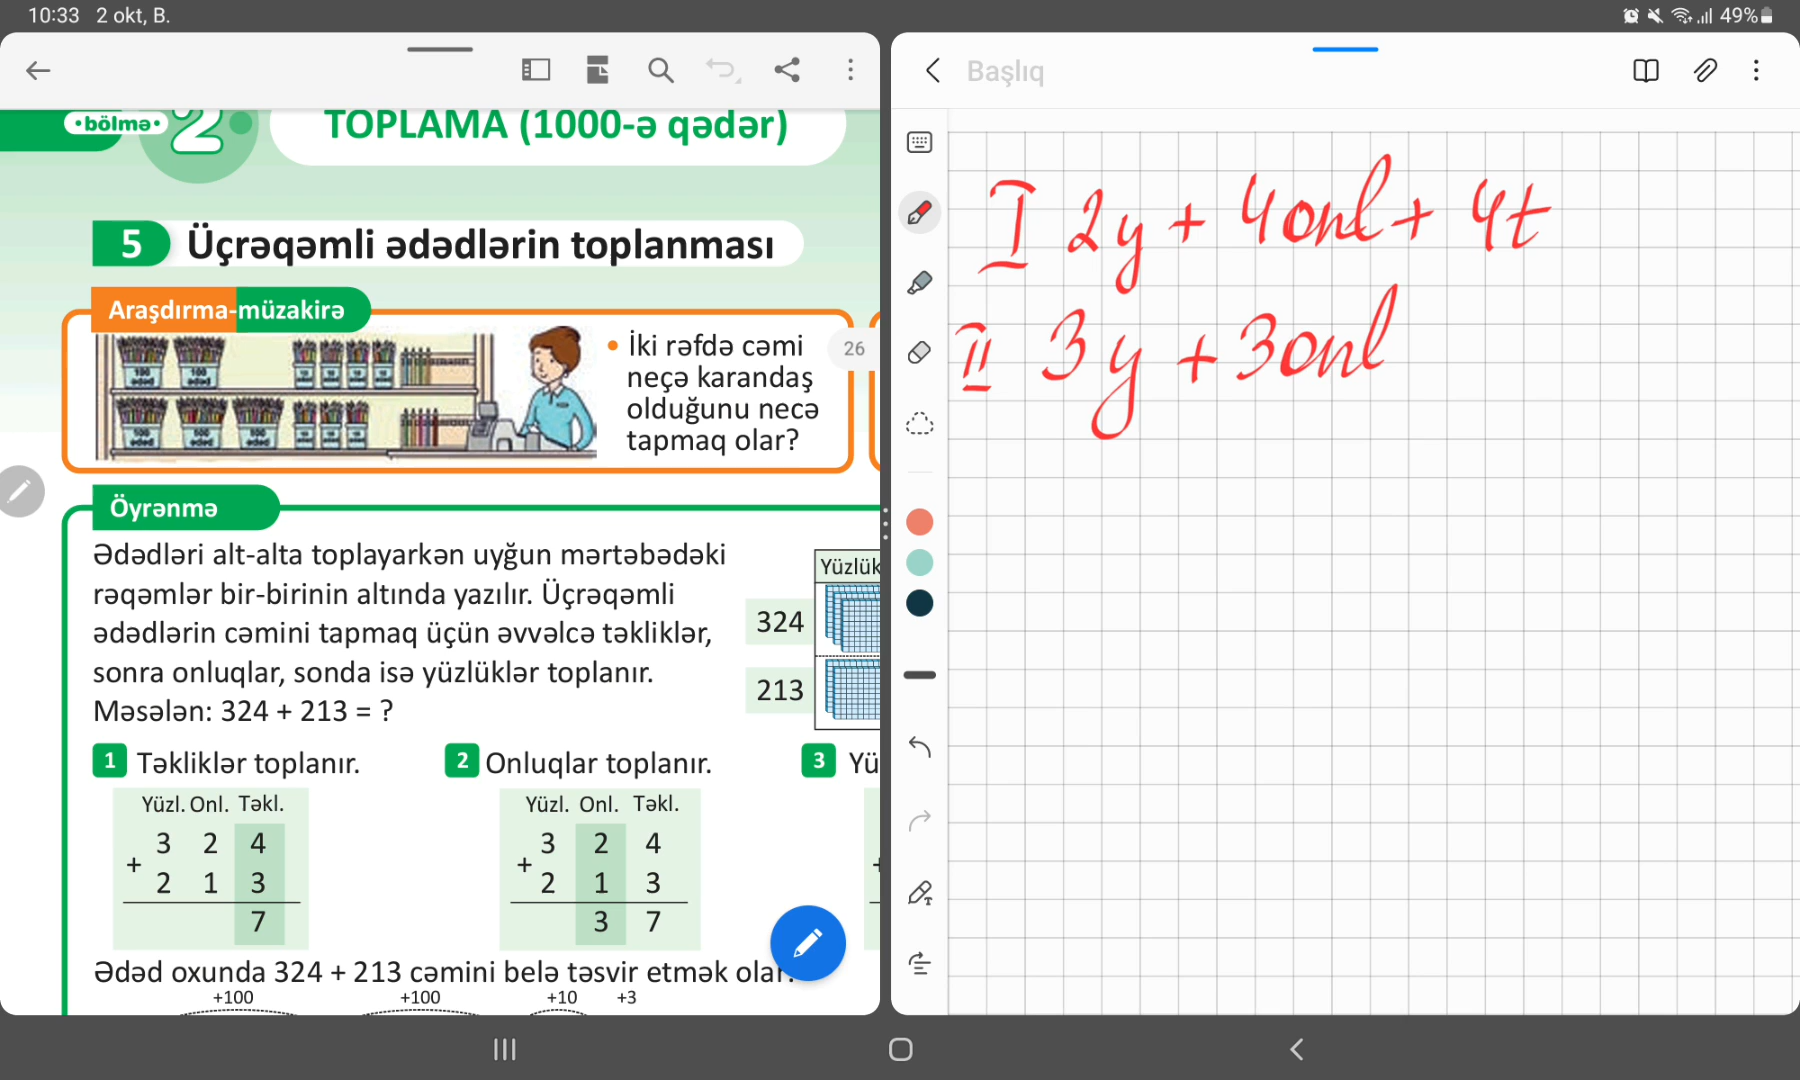 10:33 2 okt, B.
49%
•bölmə• 2 TOPLAMA (1000-ə qədər)
5 Üçrəqəmli ədədlərin toplanması
Araşdırma-müzakirə
100 ədəd 100 ədəd
• İki rəfdə cəmi
neçə karandaş
olduğunu necə
tapmaq olar?
26
Öyrənmə
Ədədləri alt-alta toplayarkən uyğun mərtəbədəki
rəqəmlər bir-birinin altında yazılır. Üçrəqəmli
ədədlərin cəmini tapmaq üçün əvvəlcə təkliklər,
sonra onluqlar, sonda isə yüzlüklər toplanır.
Məsələn: 324 + 213 = ?
Yüzlük
324
213
1 Təkliklər toplanır.
Yüzl. Onl. Təkl.
3 2 4
+
2 1 3
7
2 Onluqlar toplanır.
Yüzl. Onl. Təkl.
3 2 4
+
2 1 3
3 7
3 Yü
+
Ədəd oxunda 324 + 213 cəmini belə təsvir etmək olar.
+100 +100 +10 +3
Başlıq
I 2y + 4onl + 4t
II 3y + 3onl